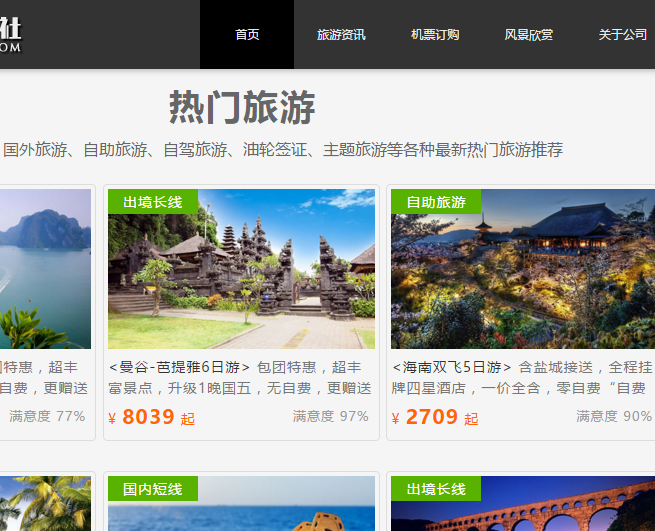 社
OM
首页
旅游资讯
机票订购
风景欣赏
关于公司
热门旅游
国外旅游、自助旅游、自驾旅游、油轮签证、主题旅游等各种最新热门旅游推荐
特惠，超丰
自费，更赠送
满意度 77%
出境长线
<曼谷-芭提雅6日游> 包团特惠，超丰
富景点，升级1晚国五，无自费，更赠送
¥ 8039 起
满意度 97%
自助旅游
<海南双飞5日游> 含盐城接送，全程挂
牌四星酒店，一价全含，零自费“自费
¥ 2709 起
满意度 90%
国内短线
出境长线